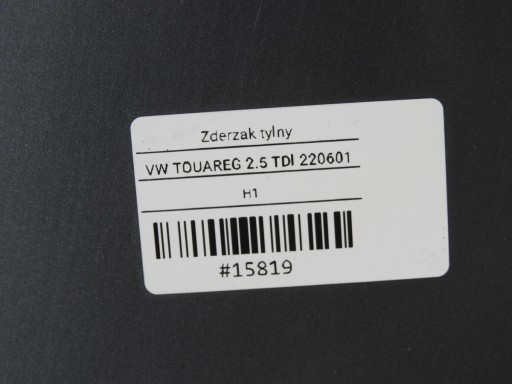 Zderzak tylny
VW TOUAREG 2.5 TDI 220601
H1
#15819